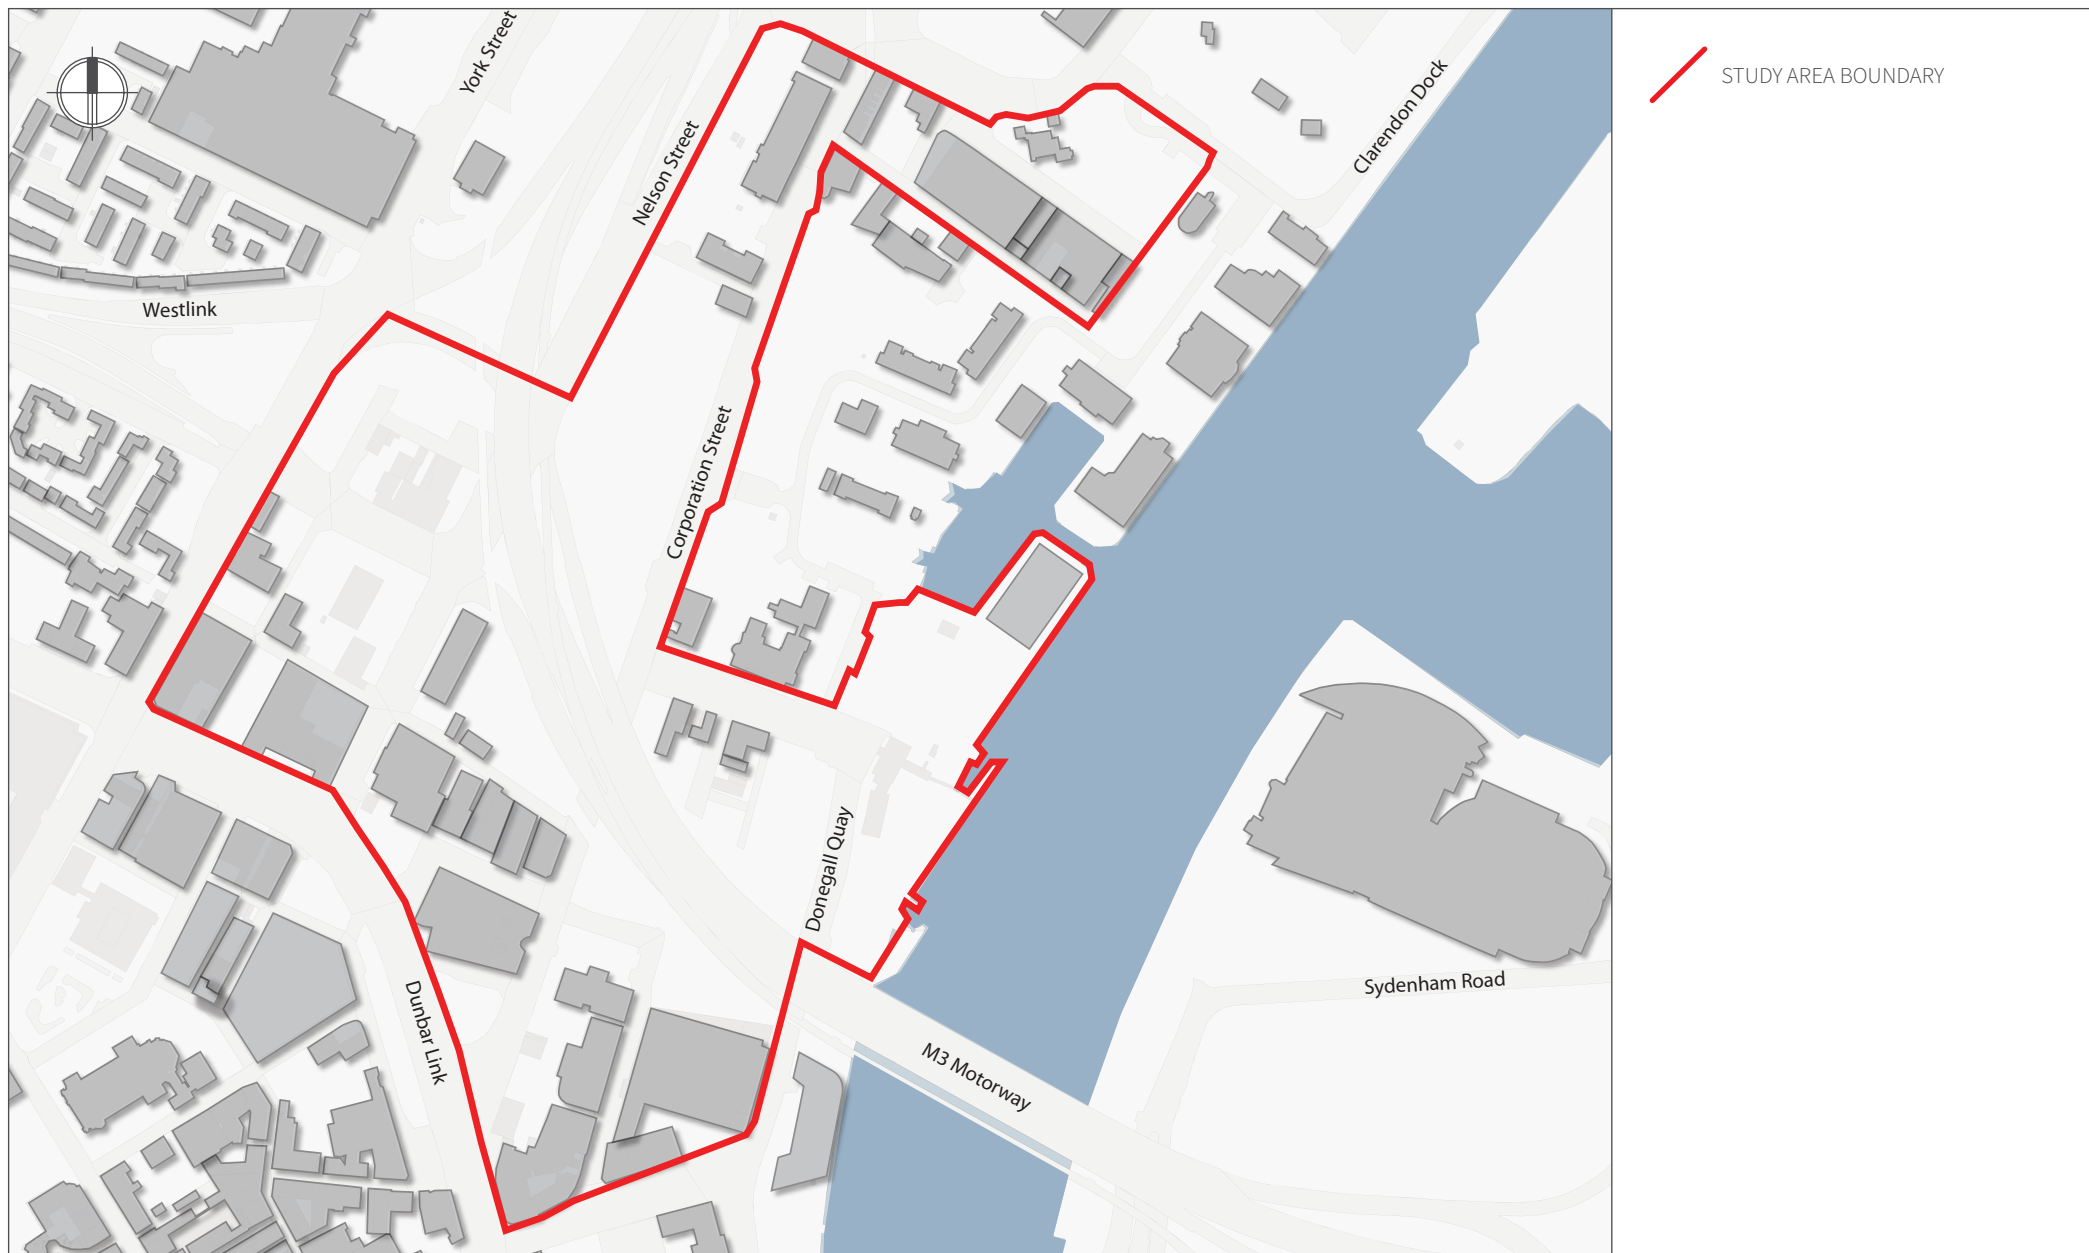 York Street
STUDY AREA BOUNDARY
Clarendon Dock
Nelson Street
Westlink
Corporation Street
Donegall Quay
Sydenham Road
Dunbar Link
M3 Motorway